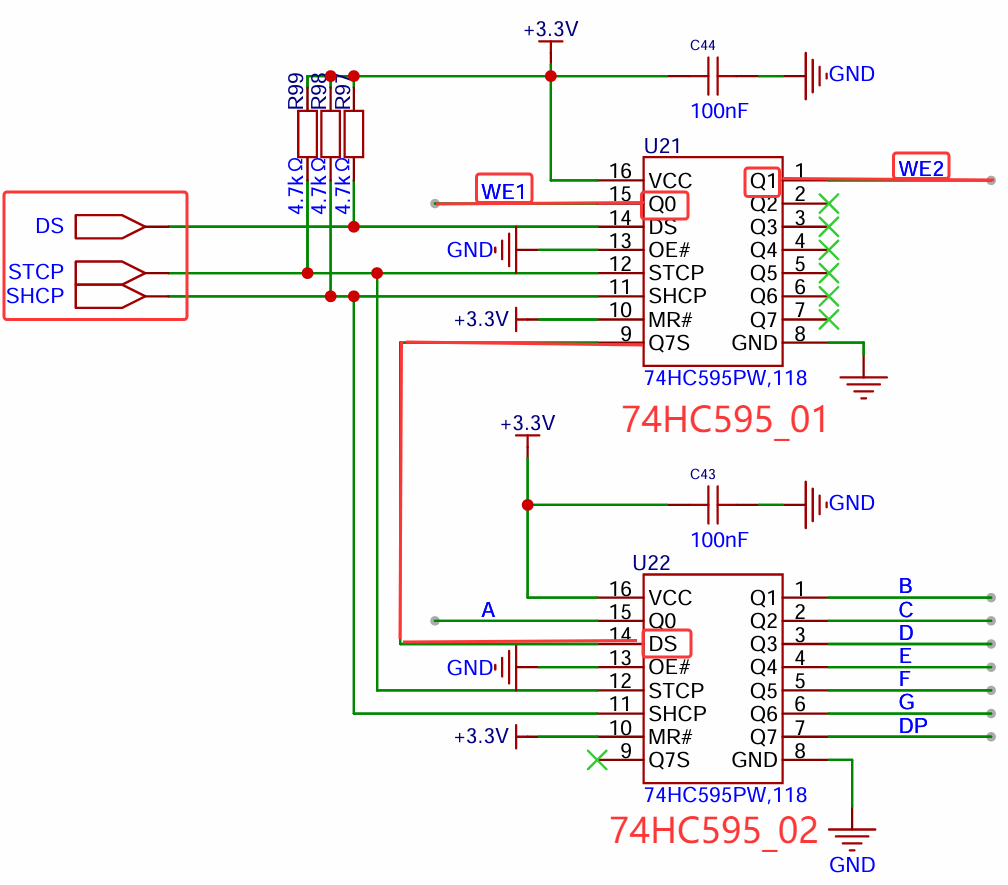 +3.3V
C44
GND
100nF
R99
R98
R97
4.7kΩ
4.7kΩ
4.7kΩ
U21
WE1
WE2
16 VCC
15 Q0
14 DS
13 OE#
12 STCP
11 SHCP
10 MR#
9 Q7S
Q1 1
Q2 2
Q3 3
Q4 4
Q5 5
Q6 6
Q7 7
GND 8
DS
STCP
SHCP
GND
+3.3V
74HC595PW,118
74HC595_01
+3.3V
C43
GND
100nF
U22
A
16 VCC
15 Q0
14 DS
13 OE#
12 STCP
11 SHCP
10 MR#
9 Q7S
Q1 1 B
Q2 2 C
Q3 3 D
Q4 4 E
Q5 5 F
Q6 6 G
Q7 7 DP
GND 8
GND
+3.3V
74HC595PW,118
74HC595_02
GND